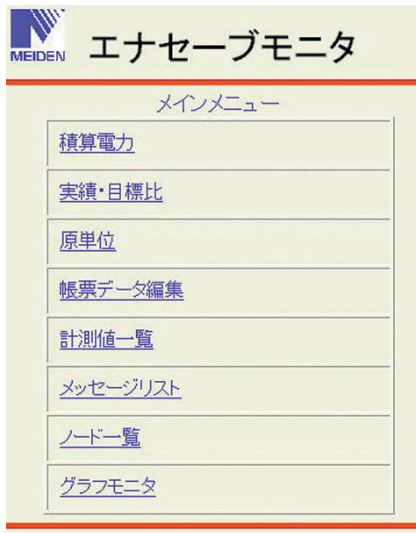 MEIDEN
エナセーブモニタ
メインメニュー
積算電力
実績・目標比
原単位
帳票データ編集
計測値一覧
メッセージリスト
ノード一覧
グラフモニタ